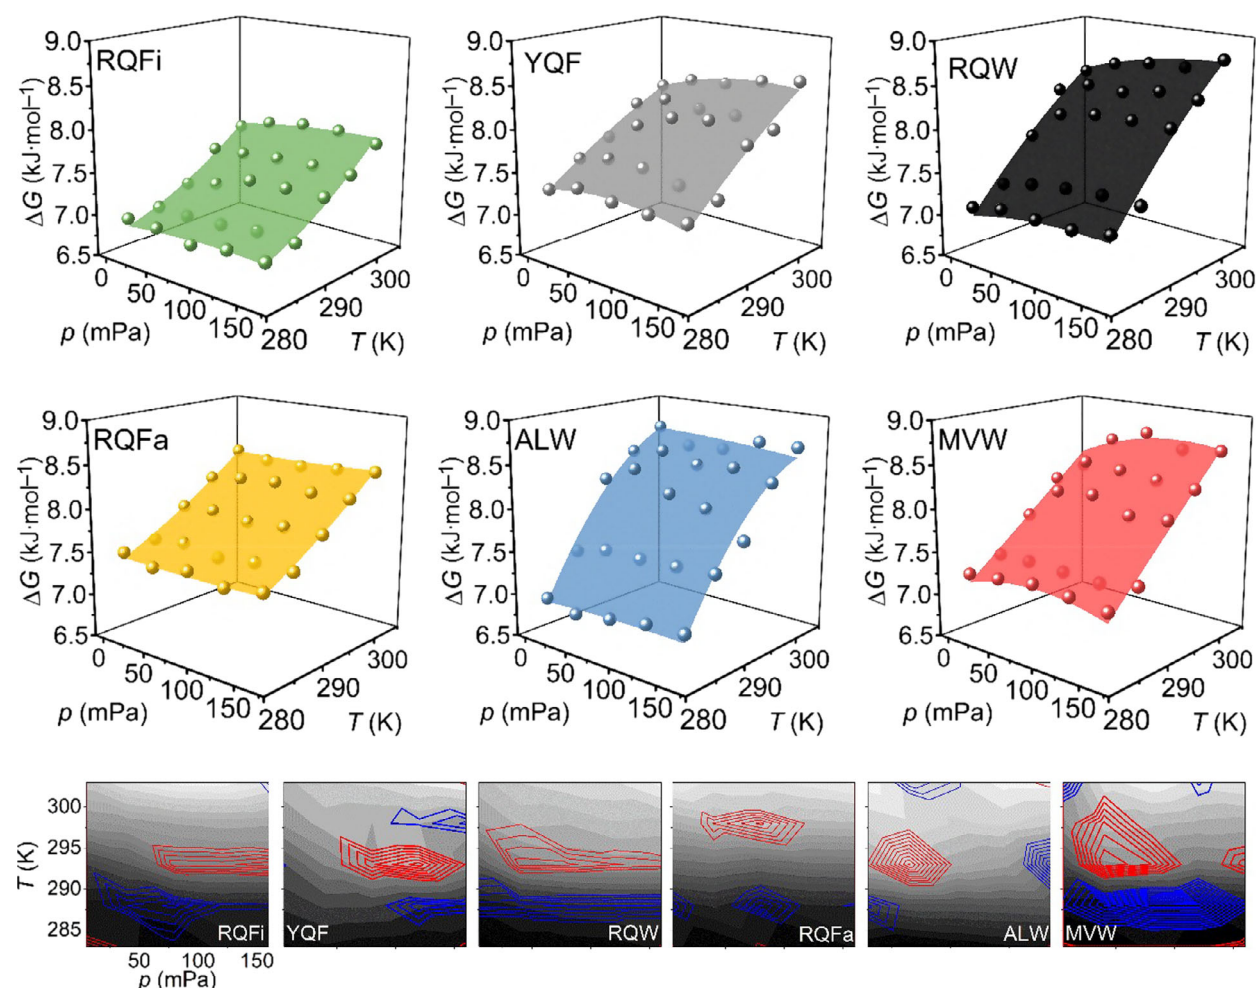 RQFi
9.0
8.5
8.0
7.5
7.0
6.5
ΔG (kJ·mol⁻¹)
0
50
100
150
p (mPa)
280
290
300
T (K)
YQF
9.0
8.5
8.0
7.5
7.0
6.5
ΔG (kJ·mol⁻¹)
0
50
100
150
p (mPa)
280
290
300
T (K)
RQW
9.0
8.5
8.0
7.5
7.0
6.5
ΔG (kJ·mol⁻¹)
0
50
100
150
p (mPa)
280
290
300
T (K)
RQFa
9.0
8.5
8.0
7.5
7.0
6.5
ΔG (kJ·mol⁻¹)
0
50
100
150
p (mPa)
280
290
300
T (K)
ALW
9.0
8.5
8.0
7.5
7.0
6.5
ΔG (kJ·mol⁻¹)
0
50
100
150
p (mPa)
280
290
300
T (K)
MVW
9.0
8.5
8.0
7.5
7.0
6.5
ΔG (kJ·mol⁻¹)
0
50
100
150
p (mPa)
280
290
300
T (K)
T (K)
300
295
290
285
RQFi
YQF
RQW
RQFa
ALW
MVW
50 100 150
p (mPa)